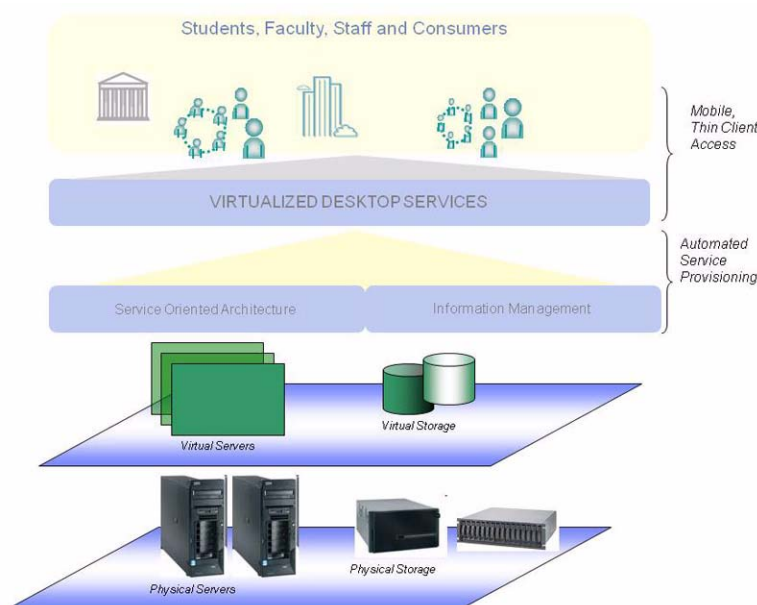 Students, Faculty, Staff and Consumers
Mobile,
Thin Client
Access
VIRTUALIZED DESKTOP SERVICES
Automated
Service
Provisioning
Service Oriented Architecture
Information Management
Virtual Servers
Virtual Storage
Physical Servers
Physical Storage